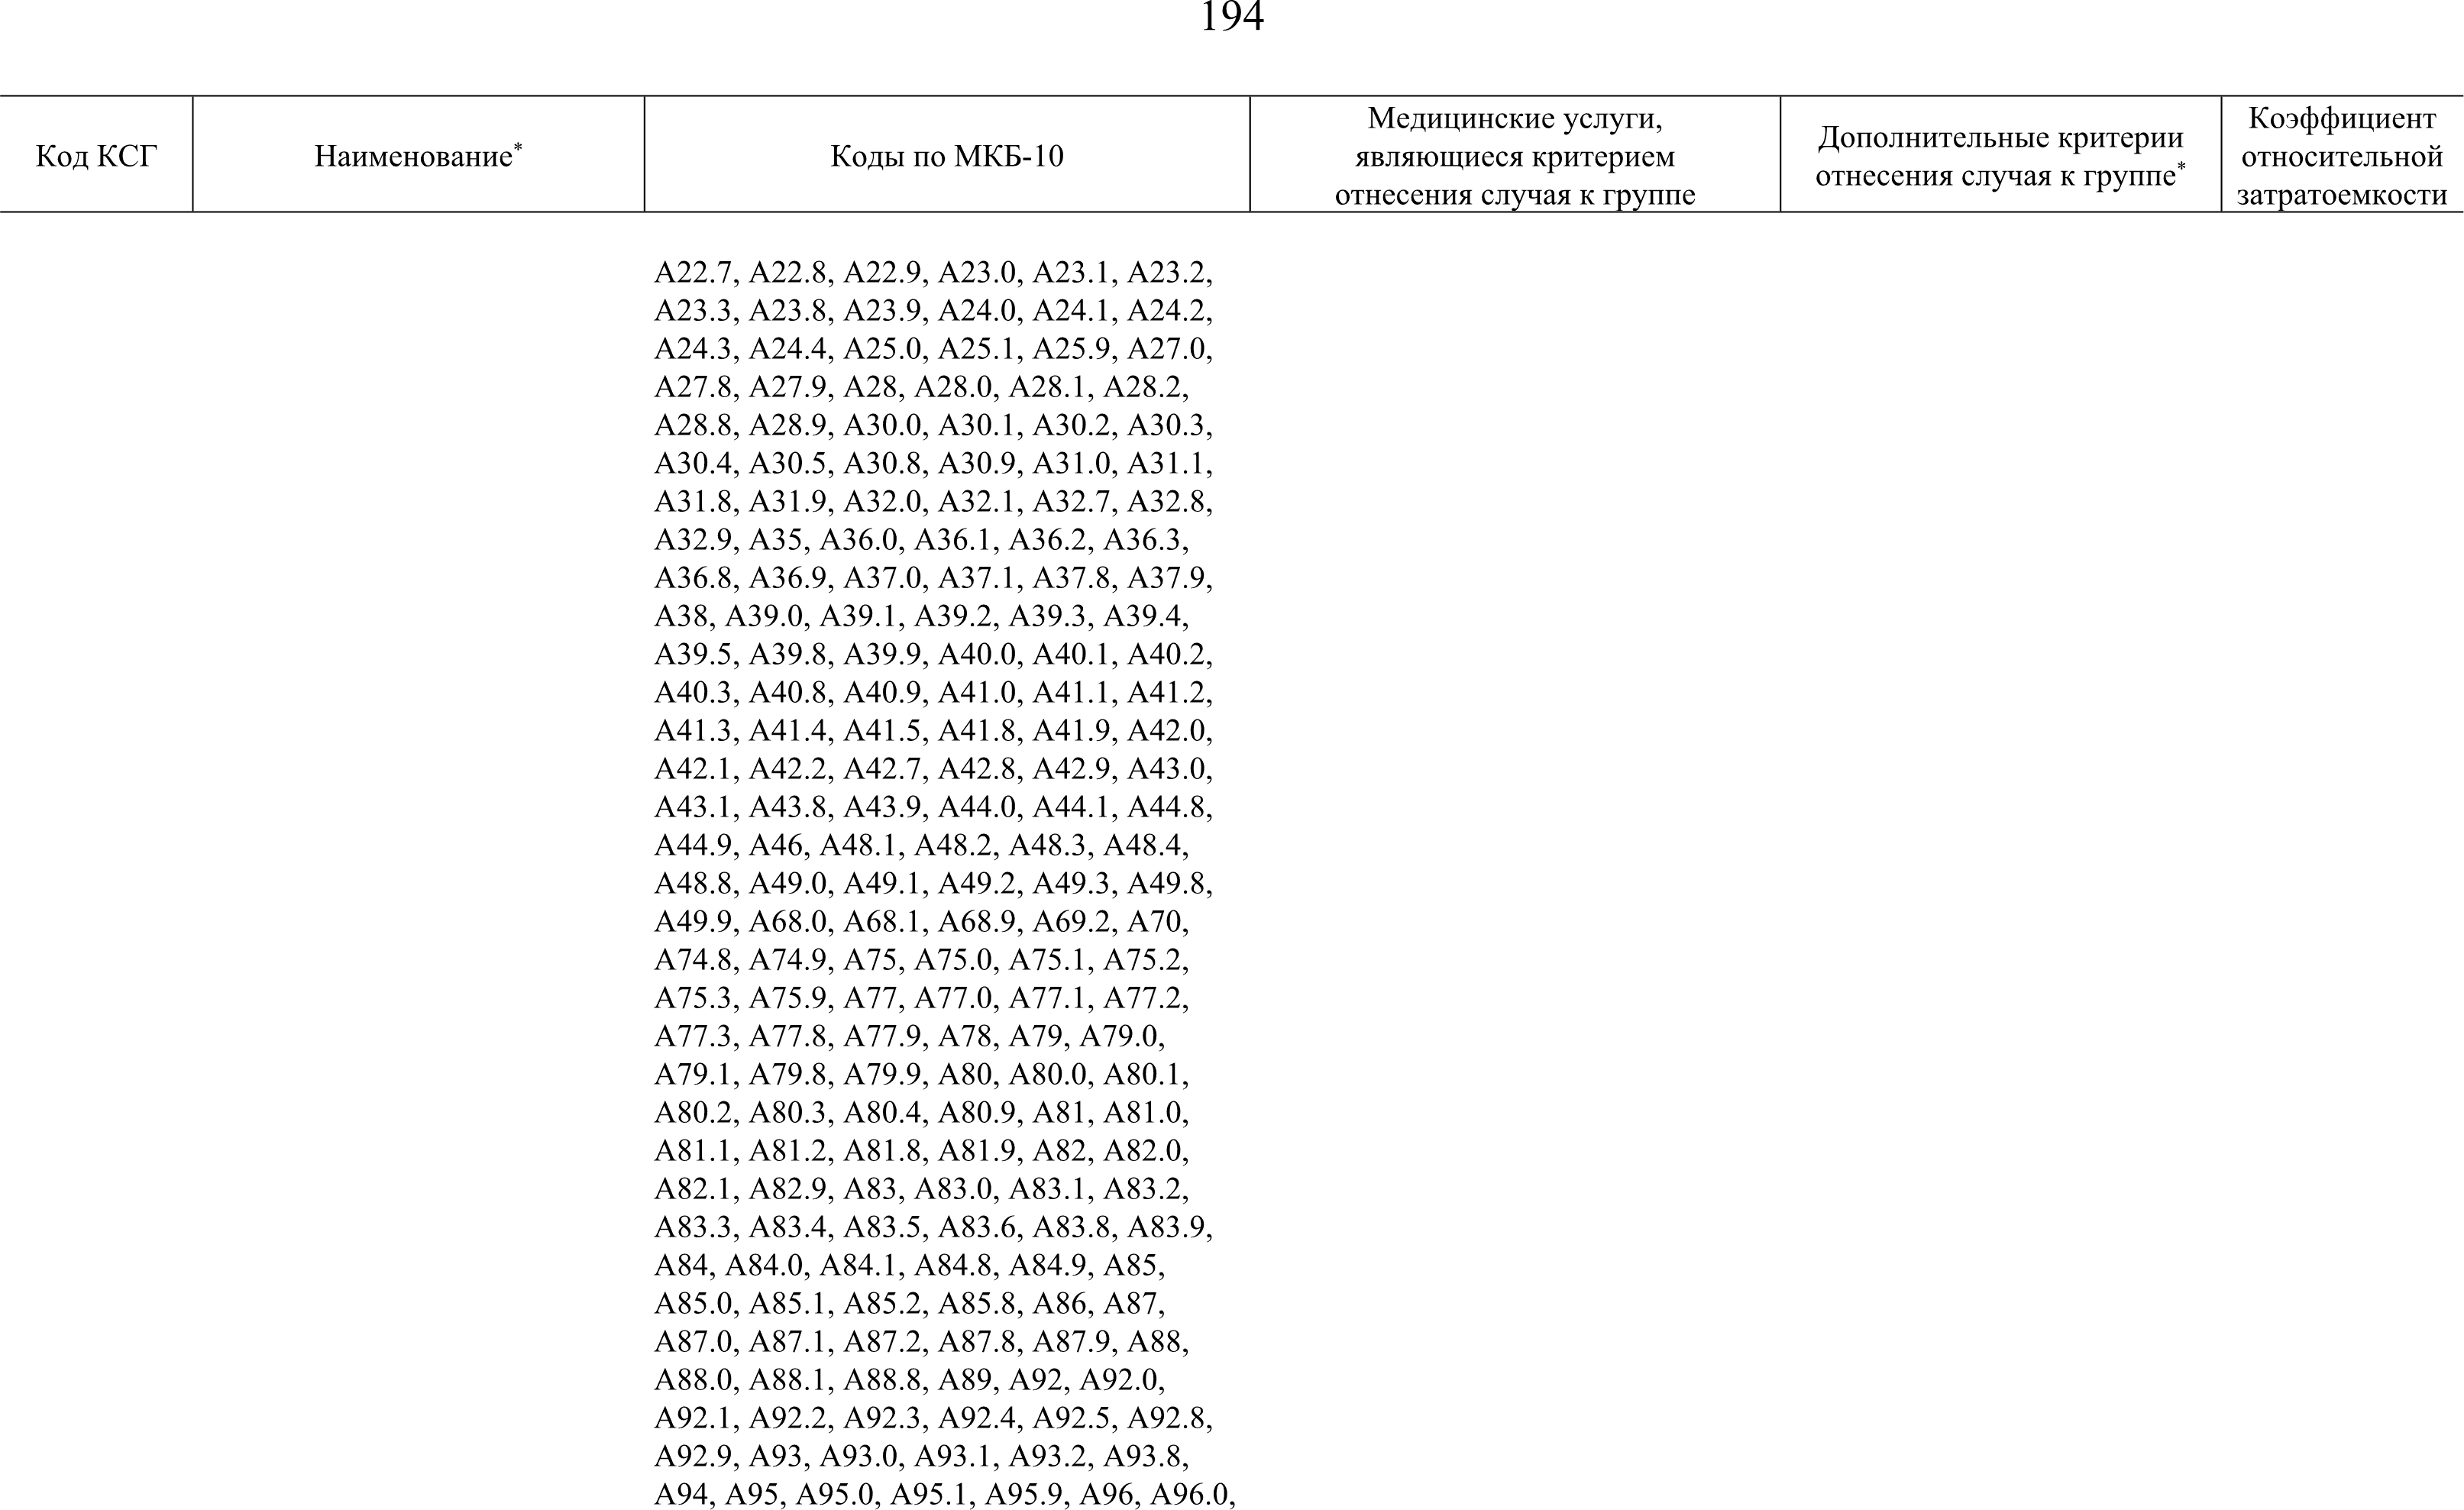 194
Код КСГ
Наименование*
Коды по МКБ-10
Медицинские услуги,
являющиеся критерием
отнесения случая к группе
Дополнительные критерии
отнесения случая к группе*
Коэффициент
относительной
затратоемкости
A22.7, A22.8, A22.9, A23.0, A23.1, A23.2,
A23.3, A23.8, A23.9, A24.0, A24.1, A24.2,
A24.3, A24.4, A25.0, A25.1, A25.9, A27.0,
A27.8, A27.9, A28, A28.0, A28.1, A28.2,
A28.8, A28.9, A30.0, A30.1, A30.2, A30.3,
A30.4, A30.5, A30.8, A30.9, A31.0, A31.1,
A31.8, A31.9, A32.0, A32.1, A32.7, A32.8,
A32.9, A35, A36.0, A36.1, A36.2, A36.3,
A36.8, A36.9, A37.0, A37.1, A37.8, A37.9,
A38, A39.0, A39.1, A39.2, A39.3, A39.4,
A39.5, A39.8, A39.9, A40.0, A40.1, A40.2,
A40.3, A40.8, A40.9, A41.0, A41.1, A41.2,
A41.3, A41.4, A41.5, A41.8, A41.9, A42.0,
A42.1, A42.2, A42.7, A42.8, A42.9, A43.0,
A43.1, A43.8, A43.9, A44.0, A44.1, A44.8,
A44.9, A46, A48.1, A48.2, A48.3, A48.4,
A48.8, A49.0, A49.1, A49.2, A49.3, A49.8,
A49.9, A68.0, A68.1, A68.9, A69.2, A70,
A74.8, A74.9, A75, A75.0, A75.1, A75.2,
A75.3, A75.9, A77, A77.0, A77.1, A77.2,
A77.3, A77.8, A77.9, A78, A79, A79.0,
A79.1, A79.8, A79.9, A80, A80.0, A80.1,
A80.2, A80.3, A80.4, A80.9, A81, A81.0,
A81.1, A81.2, A81.8, A81.9, A82, A82.0,
A82.1, A82.9, A83, A83.0, A83.1, A83.2,
A83.3, A83.4, A83.5, A83.6, A83.8, A83.9,
A84, A84.0, A84.1, A84.8, A84.9, A85,
A85.0, A85.1, A85.2, A85.8, A86, A87,
A87.0, A87.1, A87.2, A87.8, A87.9, A88,
A88.0, A88.1, A88.8, A89, A92, A92.0,
A92.1, A92.2, A92.3, A92.4, A92.5, A92.8,
A92.9, A93, A93.0, A93.1, A93.2, A93.8,
A94, A95, A95.0, A95.1, A95.9, A96, A96.0,